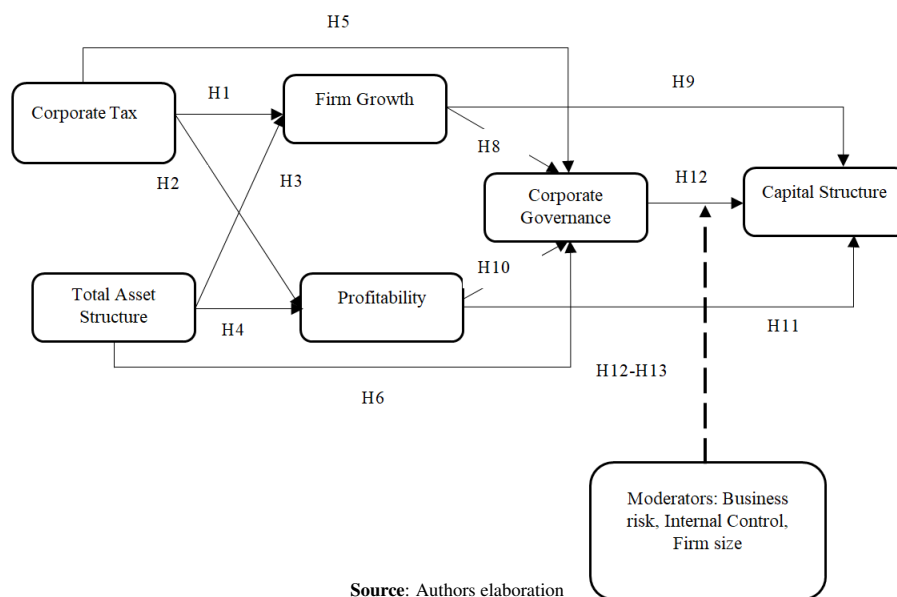 H5
H1
Firm Growth
H9
Corporate Tax
H8
H2
H3
H12
Corporate
Governance
Capital Structure
H10
Total Asset
Structure
Profitability
H4
H11
H12-H13
H6
Moderators: Business
risk, Internal Control,
Firm size
Source: Authors elaboration